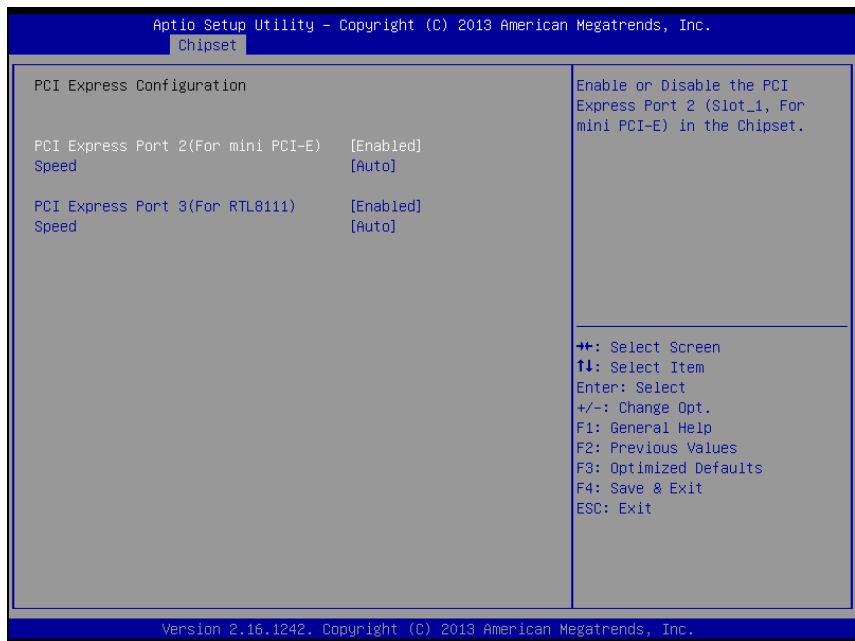 Aptio Setup Utility – Copyright (C) 2013 American Megatrends, Inc.
Chipset
PCI Express Configuration
PCI Express Port 2(For mini PCI-E) [Enabled]
Speed [Auto]
PCI Express Port 3(For RTL8111) [Enabled]
Speed [Auto]
Enable or Disable the PCI
Express Port 2 (Slot_1, For
mini PCI-E) in the Chipset.
→←: Select Screen
↑↓: Select Item
Enter: Select
+/-: Change Opt.
F1: General Help
F2: Previous Values
F3: Optimized Defaults
F4: Save & Exit
ESC: Exit
Version 2.16.1242. Copyright (C) 2013 American Megatrends, Inc.